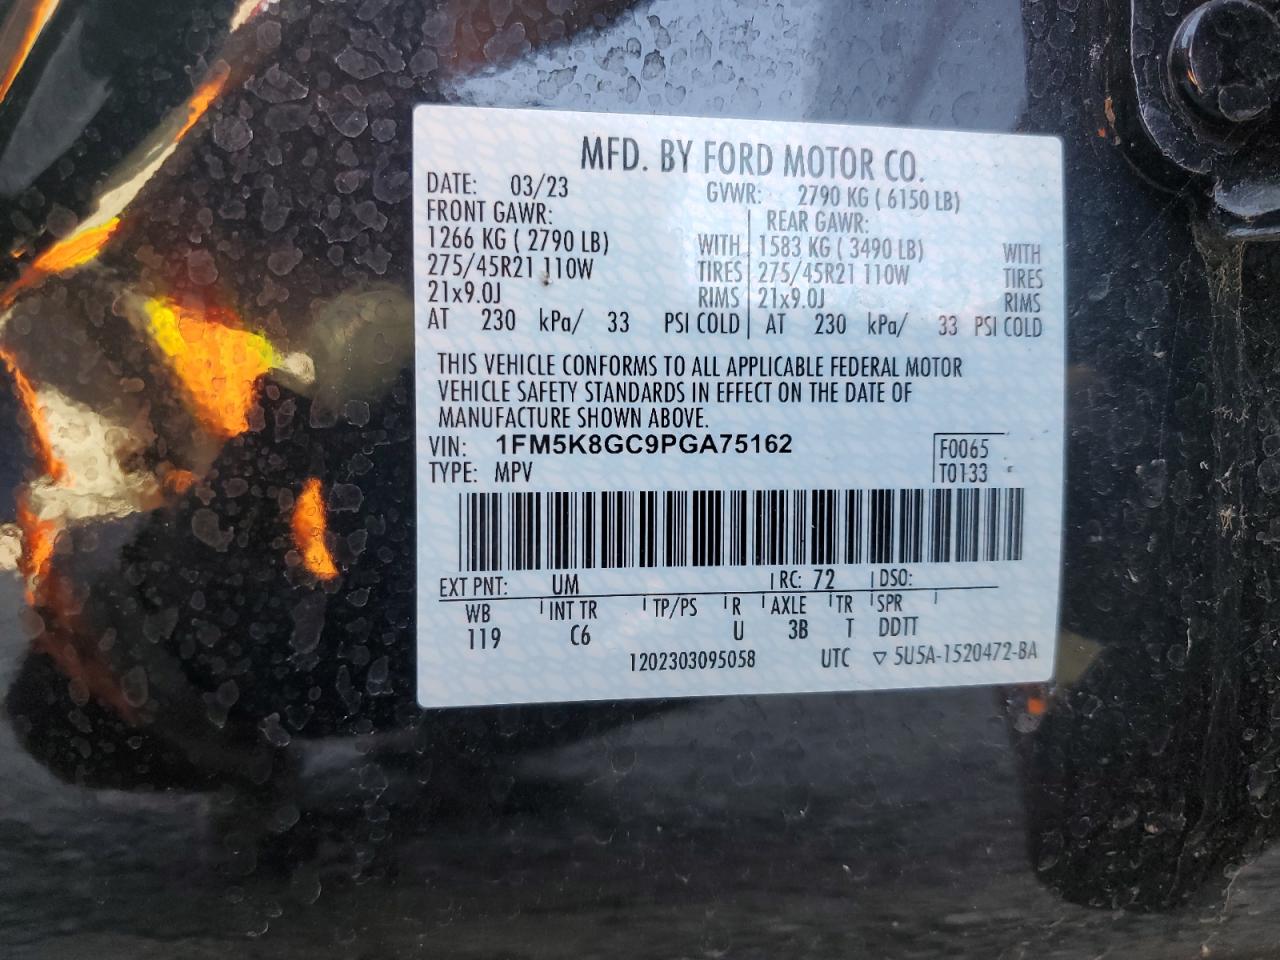 MFD. BY FORD MOTOR CO.
DATE: 03/23 GVWR: 2790 KG ( 6150 LB)
FRONT GAWR: REAR GAWR:
1266 KG ( 2790 LB) WITH 1583 KG ( 3490 LB) WITH
275/45R21 110W TIRES 275/45R21 110W TIRES
21x9.0J RIMS 21x9.0J RIMS
AT 230 kPa/ 33 PSI COLD AT 230 kPa/ 33 PSI COLD
THIS VEHICLE CONFORMS TO ALL APPLICABLE FEDERAL MOTOR
VEHICLE SAFETY STANDARDS IN EFFECT ON THE DATE OF
MANUFACTURE SHOWN ABOVE.
VIN: 1FM5K8GC9PGA75162 F0065
TYPE: MPV T0133
EXT PNT: UM RC: 72 DSO:
WB INT TR TP/PS R AXLE TR SPR
119 C6 U 3B T DDTT
1202303095058 UTC ▽ 5U5A-1520472-BA